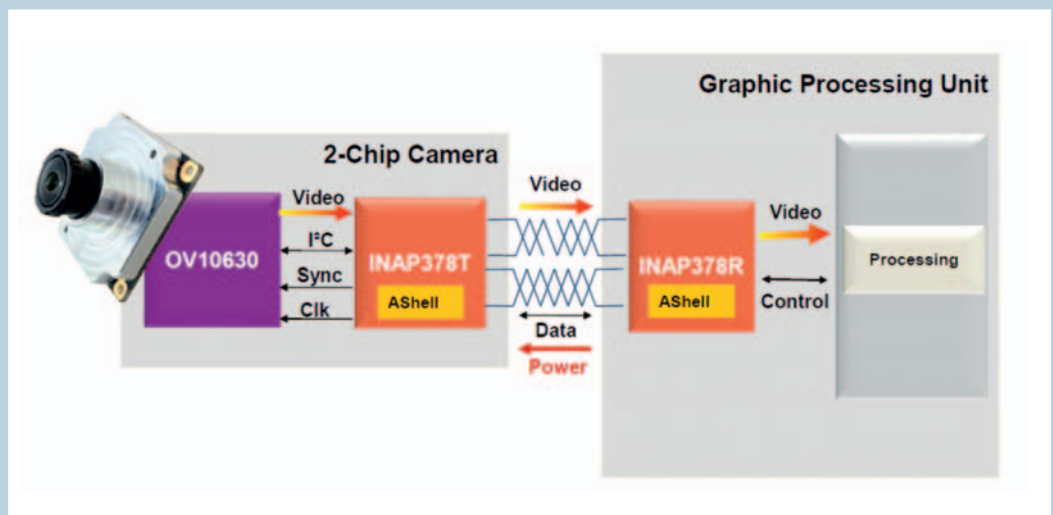 Graphic Processing Unit
2-Chip Camera
Video
I²C
Sync
Clk
OV10630
INAP378T
AShell
Video
Data
Power
INAP378R
AShell
Video
Control
Processing